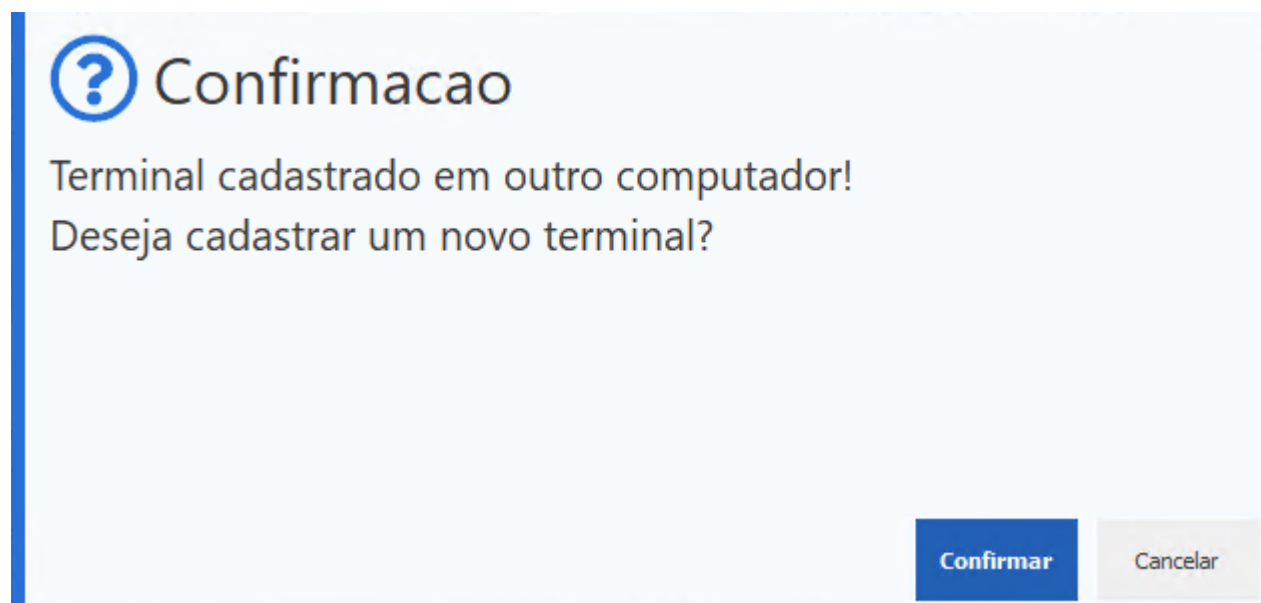 Confirmacao
Terminal cadastrado em outro computador!
Deseja cadastrar um novo terminal?
Confirmar
Cancelar